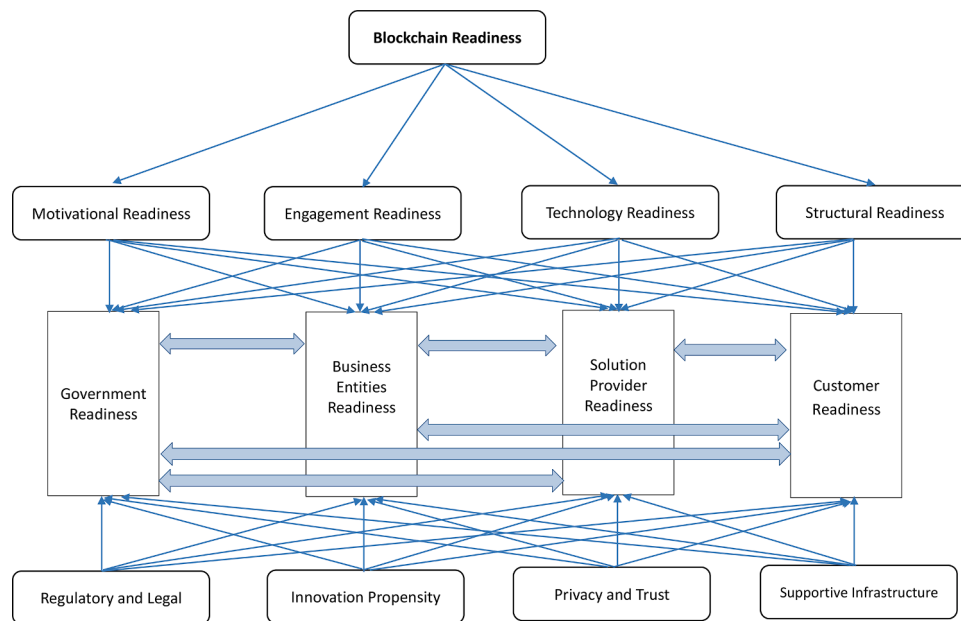 Blockchain Readiness
Motivational Readiness
Engagement Readiness
Technology Readiness
Structural Readiness
Government
Readiness
Business
Entities
Readiness
Solution
Provider
Readiness
Customer
Readiness
Regulatory and Legal
Innovation Propensity
Privacy and Trust
Supportive Infrastructure